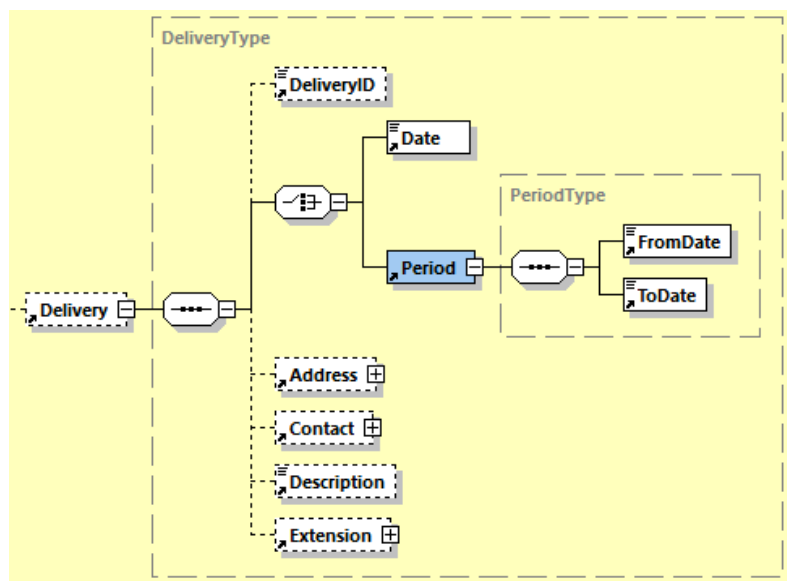 DeliveryType
DeliveryID
Date
PeriodType
FromDate
Period
ToDate
Delivery
Address
Contact
Description
Extension